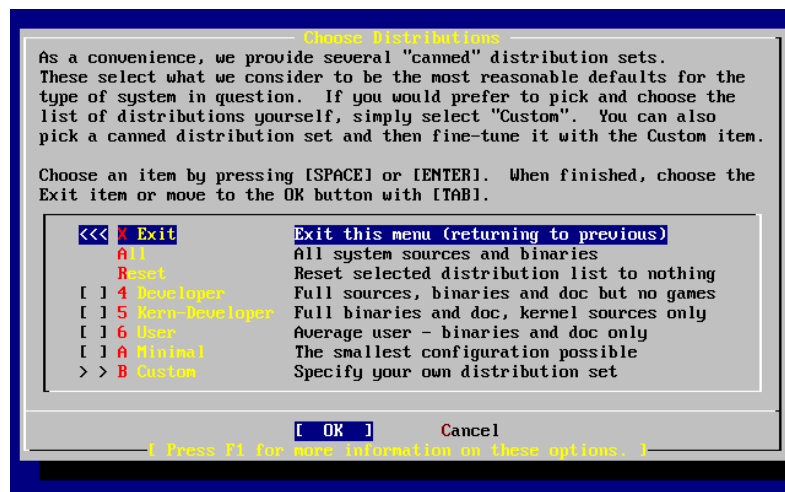 Choose Distributions
As a convenience, we provide several "canned" distribution sets.
These select what we consider to be the most reasonable defaults for the
type of system in question.  If you would prefer to pick and choose the
list of distributions yourself, simply select "Custom".  You can also
pick a canned distribution set and then fine-tune it with the Custom item.
Choose an item by pressing [SPACE] or [ENTER].  When finished, choose the
Exit item or move to the OK button with [TAB].
<<< X Exit Exit this menu (returning to previous)
All All system sources and binaries
Reset Reset selected distribution list to nothing
[ ] 4 Developer Full sources, binaries and doc but no games
[ ] 5 Kern-Developer Full binaries and doc, kernel sources only
[ ] 6 User Average user - binaries and doc only
[ ] A Minimal The smallest configuration possible
> > B Custom Specify your own distribution set
[ OK ] Cancel
[ Press F1 for more information on these options. ]